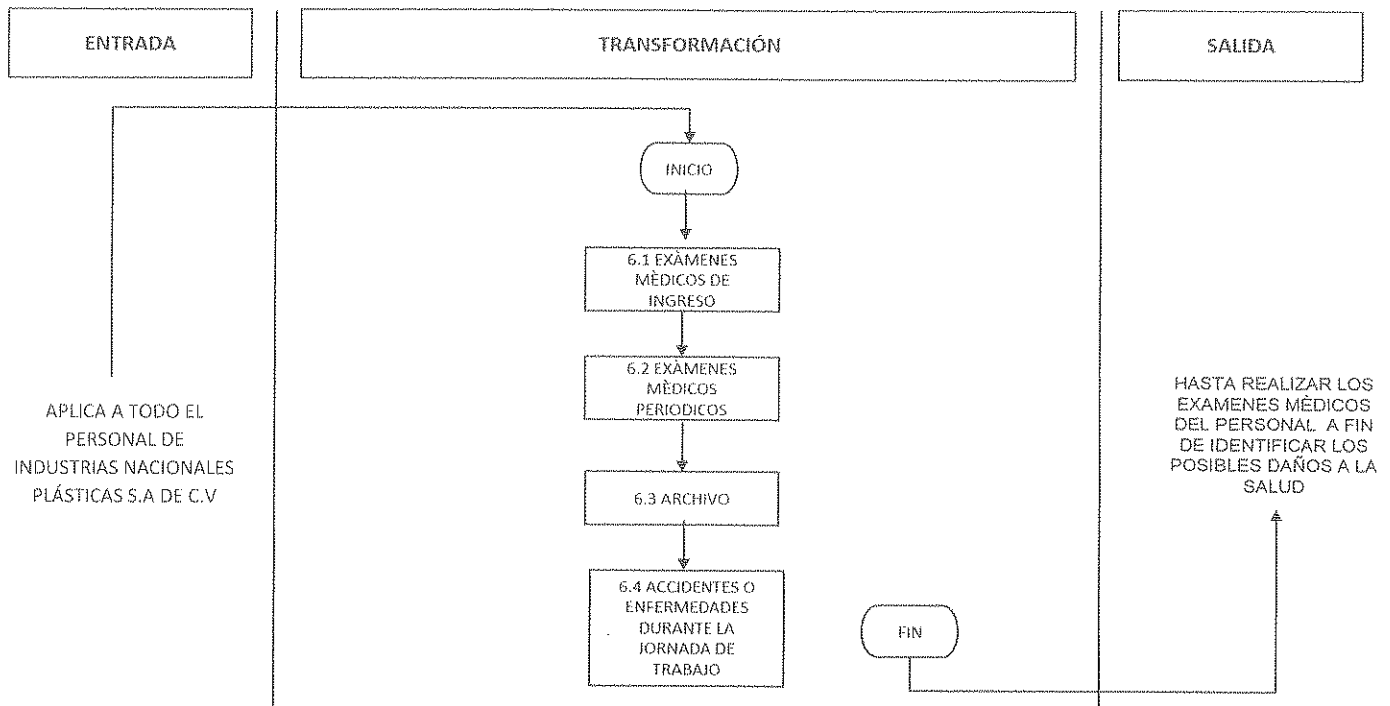 ENTRADA
TRANSFORMACIÓN
SALIDA
INICIO
6.1 EXÀMENES
MÈDICOS DE
INGRESO
6.2 EXÀMENES
MÈDICOS
PERIODICOS
6.3 ARCHIVO
6.4 ACCIDENTES O
ENFERMEDADES
DURANTE LA
JORNADA DE
TRABAJO
FIN
APLICA A TODO EL
PERSONAL DE
INDUSTRIAS NACIONALES
PLÁSTICAS S.A DE C.V
HASTA REALIZAR LOS
EXAMENES MÈDICOS
DEL PERSONAL A FIN
DE IDENTIFICAR LOS
POSIBLES DAÑOS A LA
SALUD